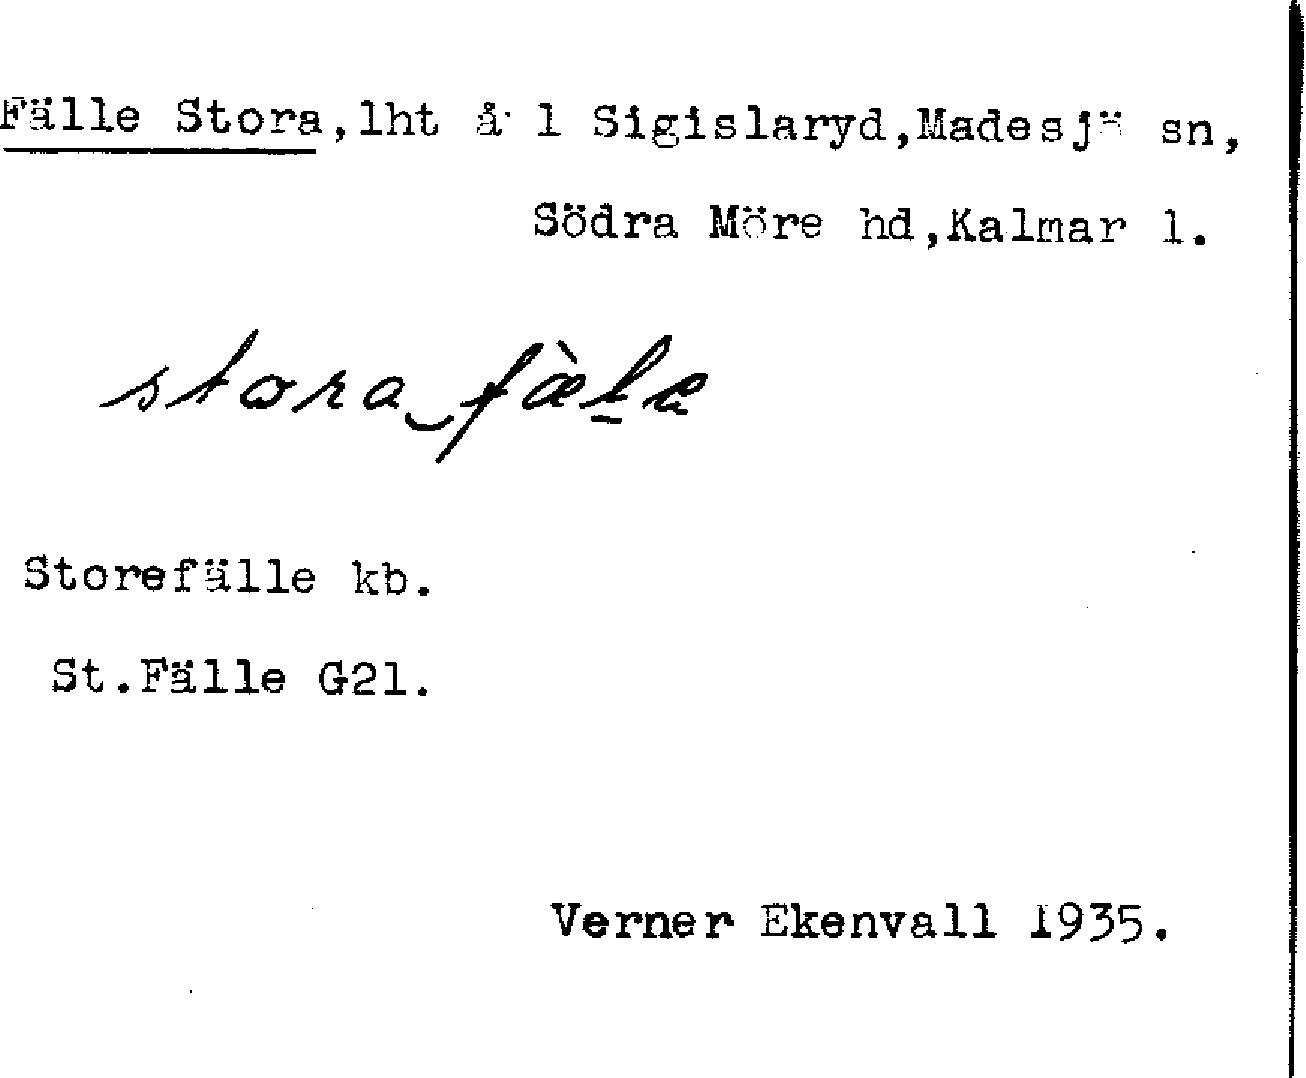 Fälle Stora,lht å 1 Sigislaryd,Madesjö sn,
Södra Möre hd,Kalmar l.
stora‿fæ̀l̠a
Storefälle kb.
St.Fälle G21.
Verner Ekenvall 1935.